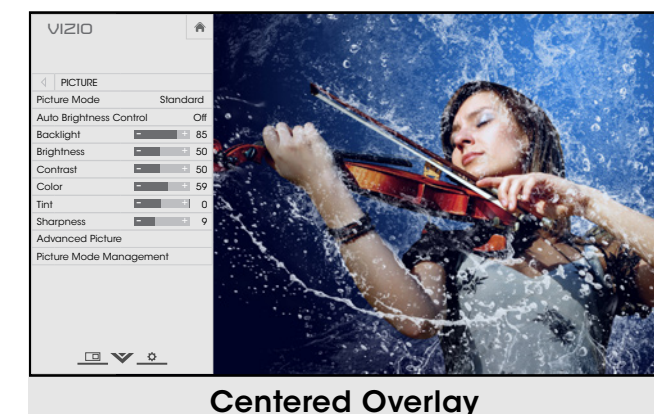 VIZIO
PICTURE
Picture Mode Standard
Auto Brightness Control Off
Backlight - + 85
Brightness - + 50
Contrast - + 50
Color - + 59
Tint - + 0
Sharpness - + 9
Advanced Picture
Picture Mode Management
Centered Overlay